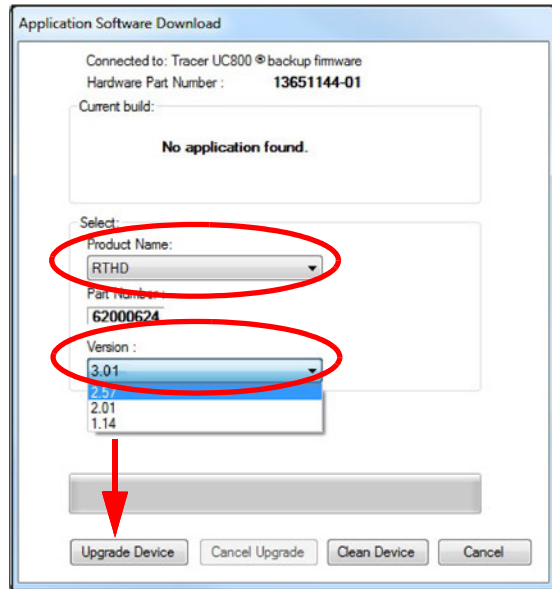 Application Software Download
Connected to: Tracer UC800 ® backup firmware
Hardware Part Number : 13651144-01
Current build:
No application found.
Select:
Product Name:
RTHD
Part Number :
62000624
Version :
3.01
2.57
2.01
1.14
Upgrade Device Cancel Upgrade Clean Device Cancel